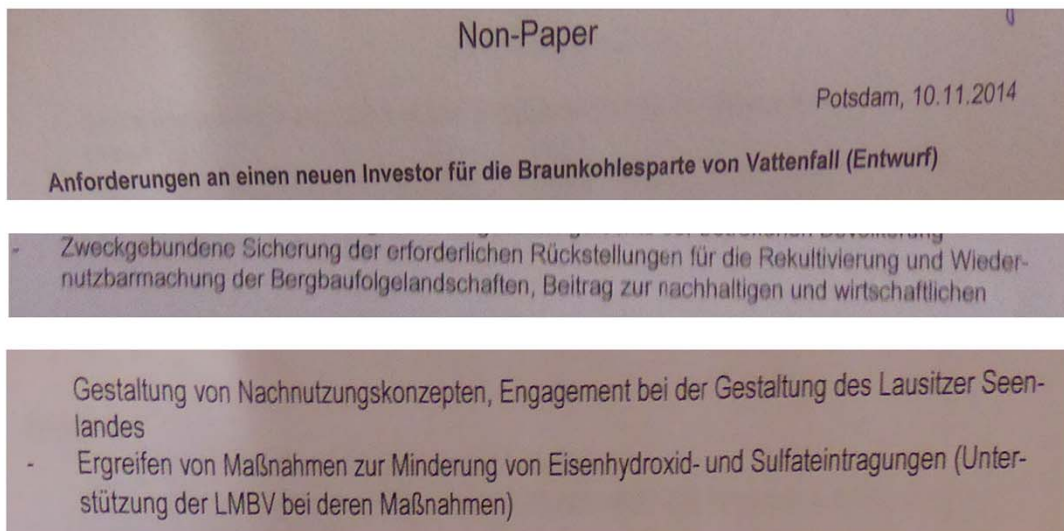 Non-Paper
Potsdam, 10.11.2014
Anforderungen an einen neuen Investor für die Braunkohlesparte von Vattenfall (Entwurf)
- Zweckgebundene Sicherung der erforderlichen Rückstellungen für die Rekultivierung und Wieder-
nutzbarmachung der Bergbaufolgelandschaften, Beitrag zur nachhaltigen und wirtschaftlichen
Gestaltung von Nachnutzungskonzepten, Engagement bei der Gestaltung des Lausitzer Seen-
landes
- Ergreifen von Maßnahmen zur Minderung von Eisenhydroxid- und Sulfateintragungen (Unter-
stützung der LMBV bei deren Maßnahmen)